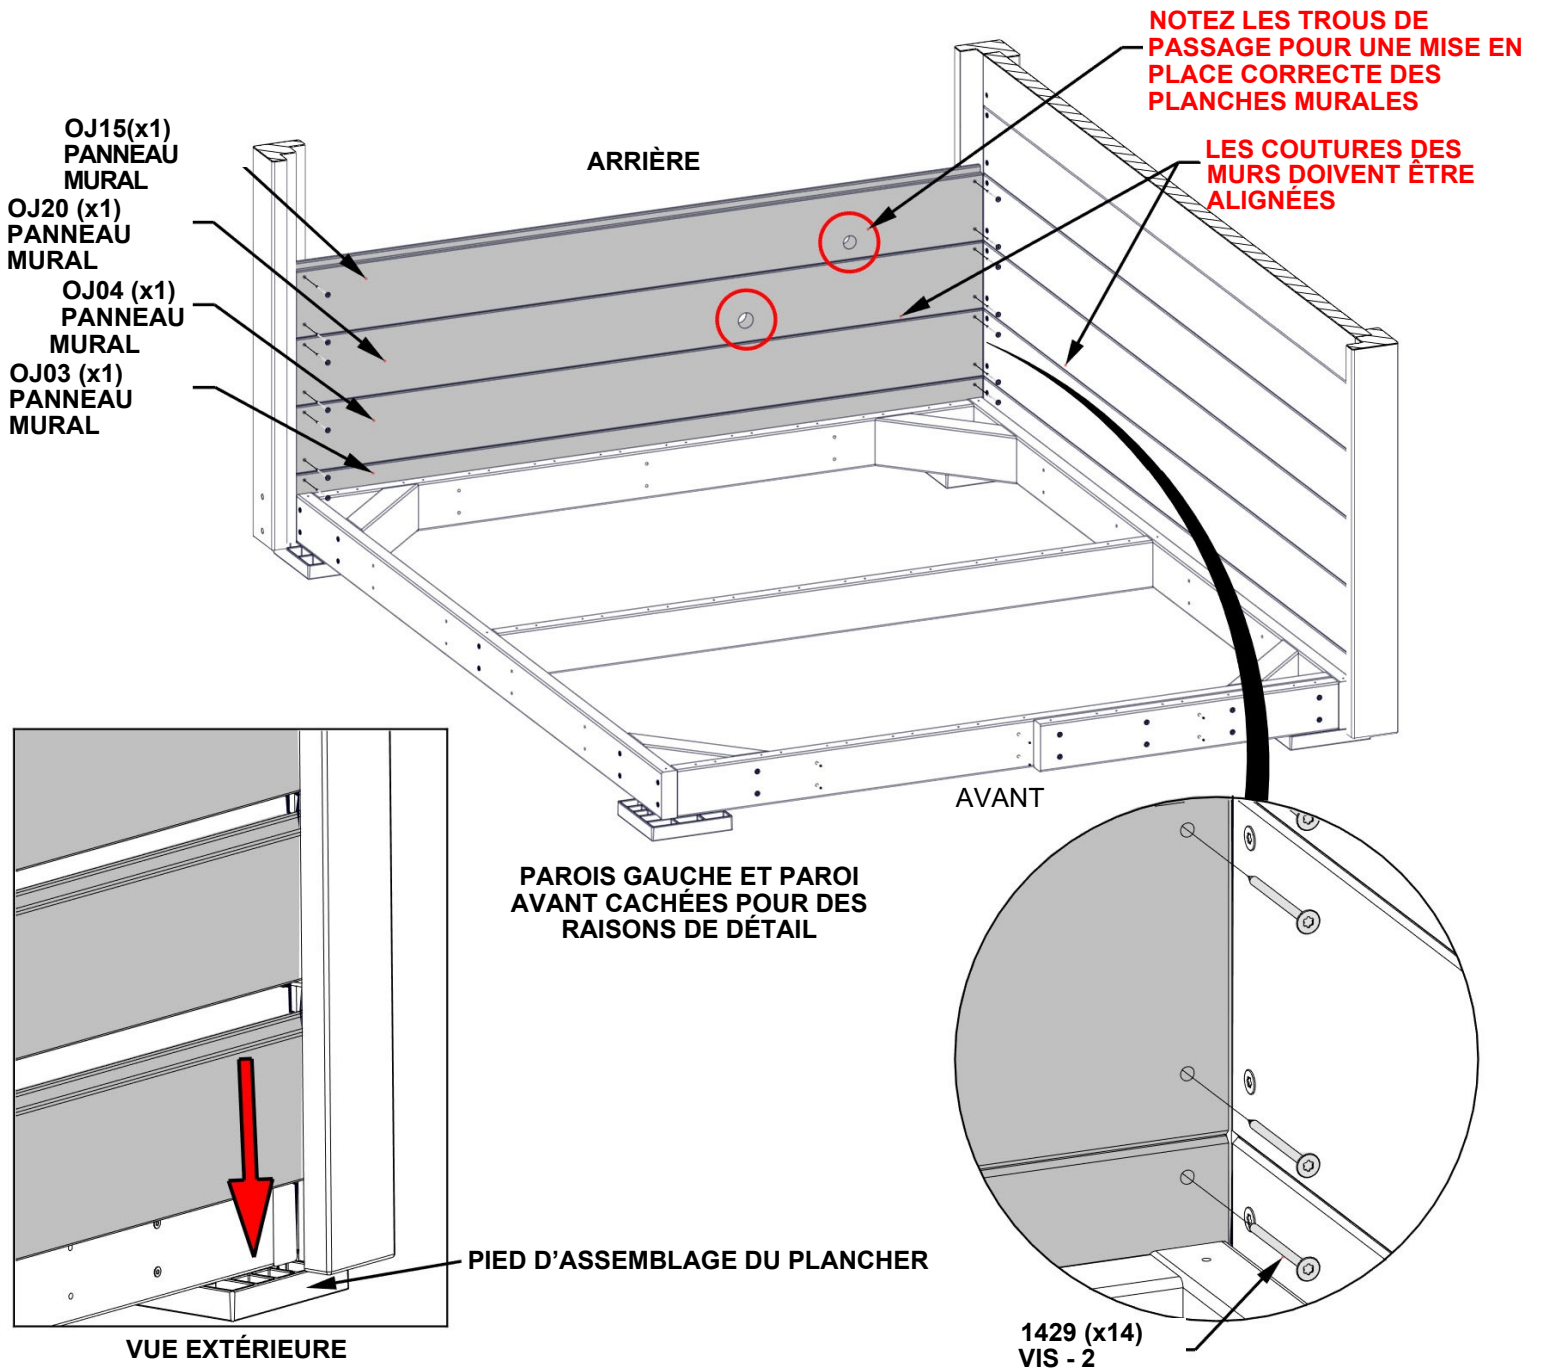 NOTEZ LES TROUS DE
PASSAGE POUR UNE MISE EN
PLACE CORRECTE DES
PLANCHES MURALES
OJ15(x1)
PANNEAU
MURAL
ARRIÈRE
LES COUTURES DES
MURS DOIVENT ÊTRE
ALIGNÉES
OJ20 (x1)
PANNEAU
MURAL
OJ04 (x1)
PANNEAU
MURAL
OJ03 (x1)
PANNEAU
MURAL
AVANT
PAROIS GAUCHE ET PAROI
AVANT CACHÉES POUR DES
RAISONS DE DÉTAIL
PIED D'ASSEMBLAGE DU PLANCHER
VUE EXTÉRIEURE
1429 (x14)
VIS - 2